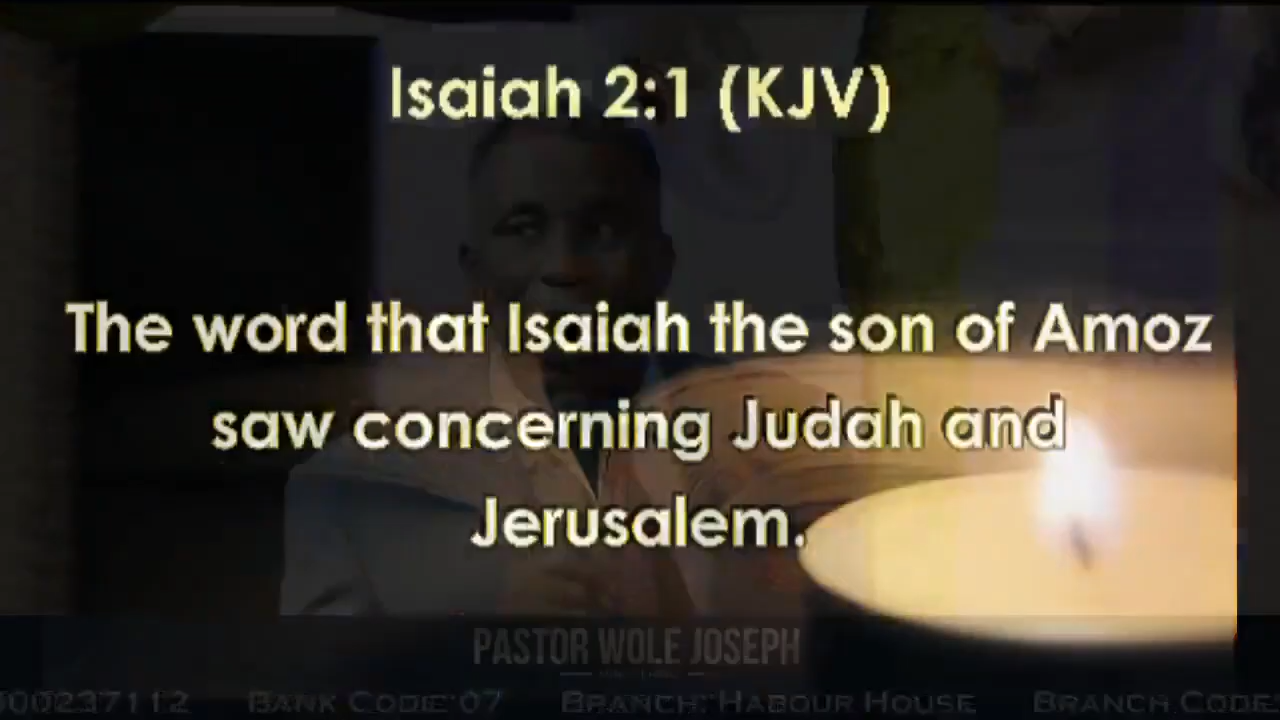 Isaiah 2:1 (KJV)
The word that Isaiah the son of Amoz
saw concerning Judah and
Jerusalem.
PASTOR WOLE JOSEPH
000237112 BANK CODE: 07 BRANCH: HABOUR HOUSE BRANCH CODE: